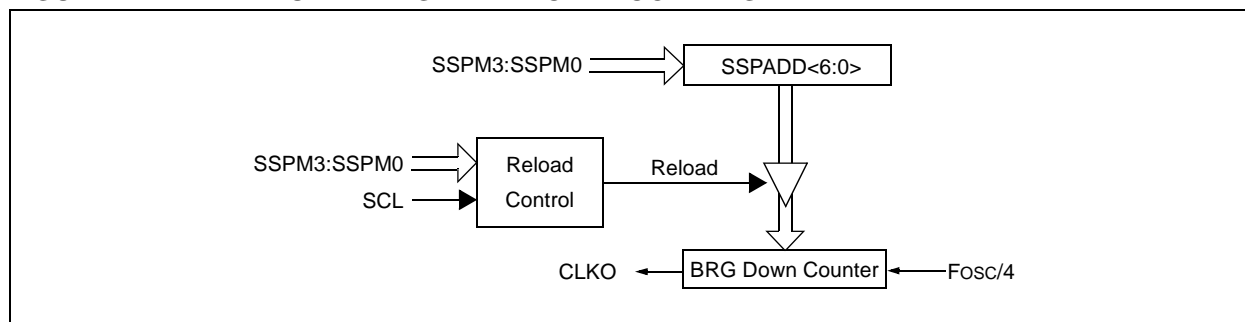 SSPM3:SSPM0
SSPADD<6:0>
SSPM3:SSPM0
SCL
Reload
Control
Reload
CLKO
BRG Down Counter
FOSC/4